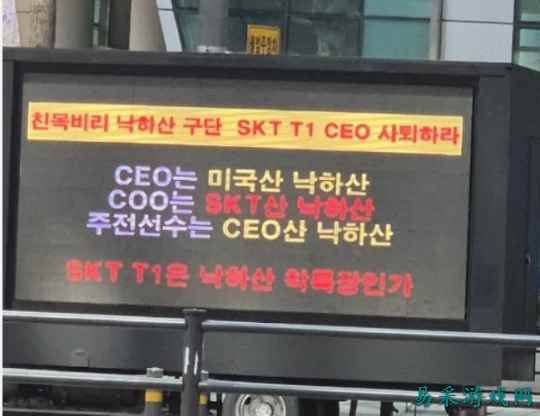 친목비리 낙하산 구단 SKT T1 CEO 사퇴하라
CEO는 미국산 낙하산
COO는 SKT산 낙하산
주전선수는 CEO산 낙하산
SKT T1은 낙하산 학특장인가
易采游戏网